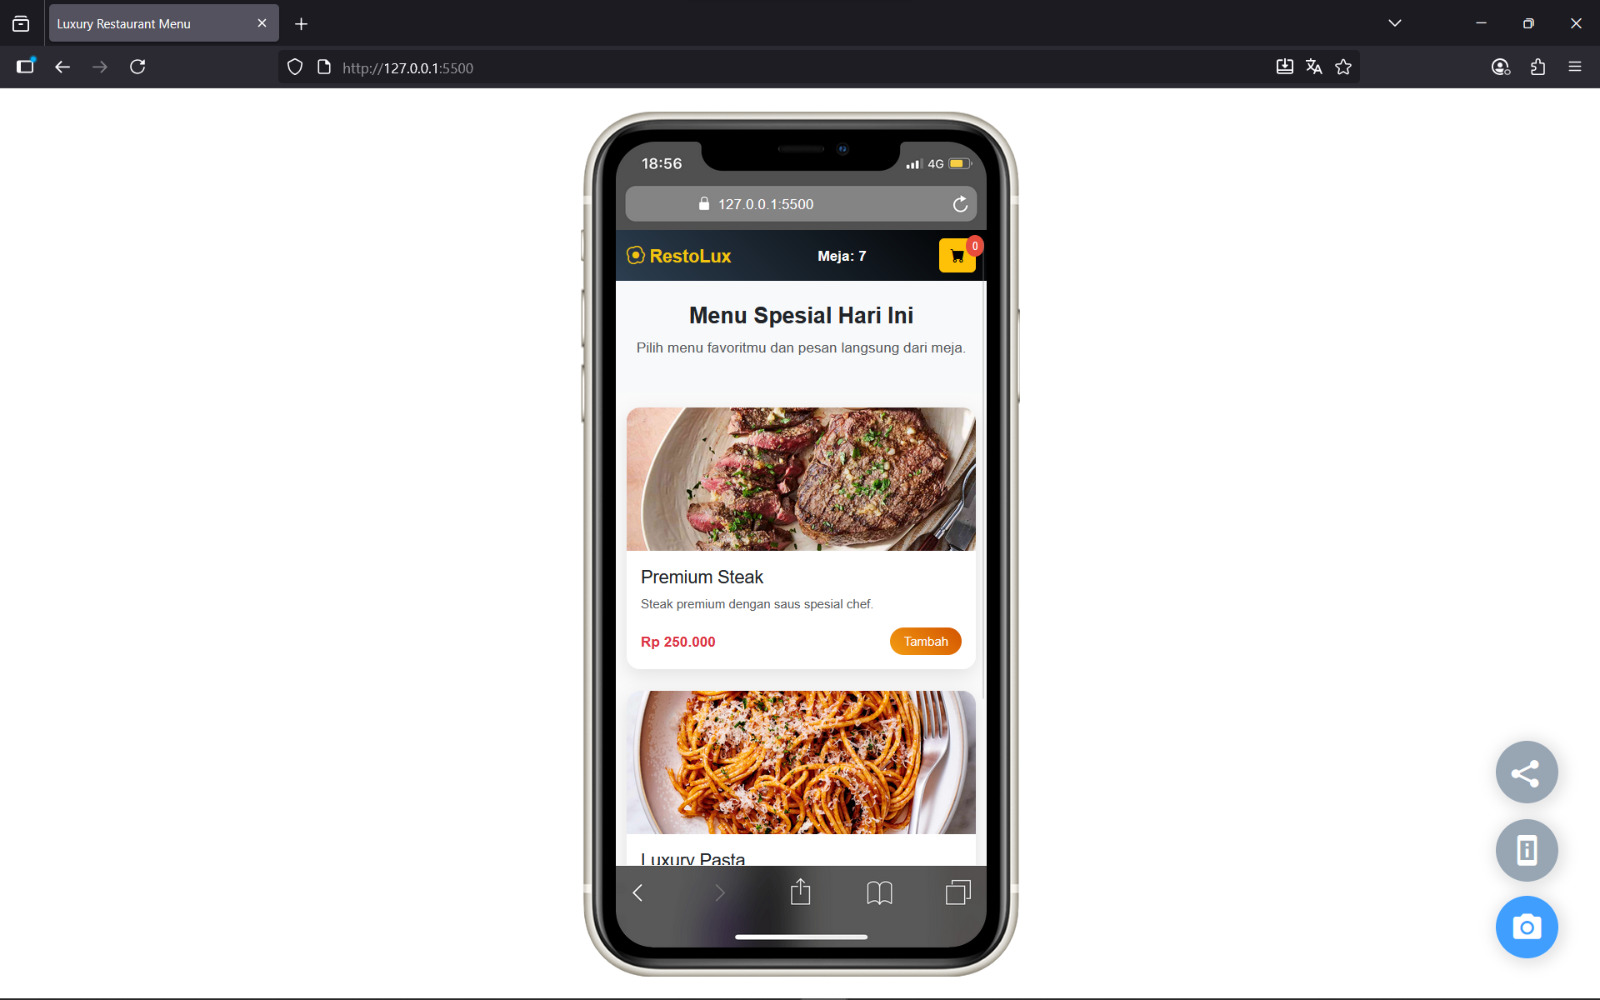 Luxury Restaurant Menu
http://127.0.0.1:5500
18:56
4G
127.0.0.1:5500
RestoLux
Meja: 7
0
Menu Spesial Hari Ini
Pilih menu favoritmu dan pesan langsung dari meja.
Premium Steak
Steak premium dengan saus spesial chef.
Rp 250.000
Tambah
Luxury Pasta